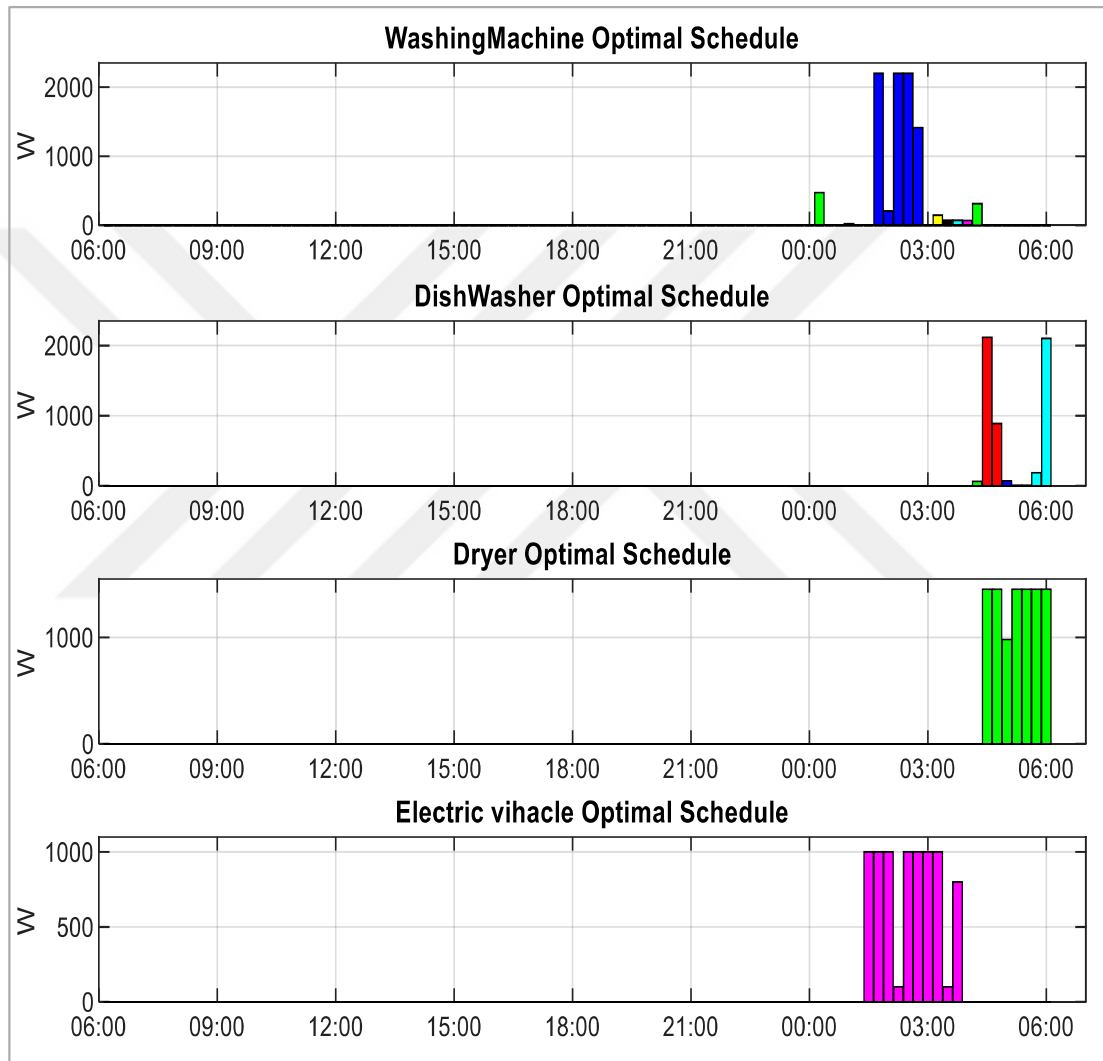 WashingMachine Optimal Schedule
2000
1000
0
W
06:00 09:00 12:00 15:00 18:00 21:00 00:00 03:00 06:00
DishWasher Optimal Schedule
2000
1000
0
W
06:00 09:00 12:00 15:00 18:00 21:00 00:00 03:00 06:00
Dryer Optimal Schedule
1000
0
W
06:00 09:00 12:00 15:00 18:00 21:00 00:00 03:00 06:00
Electric vihacle Optimal Schedule
1000
500
0
W
06:00 09:00 12:00 15:00 18:00 21:00 00:00 03:00 06:00